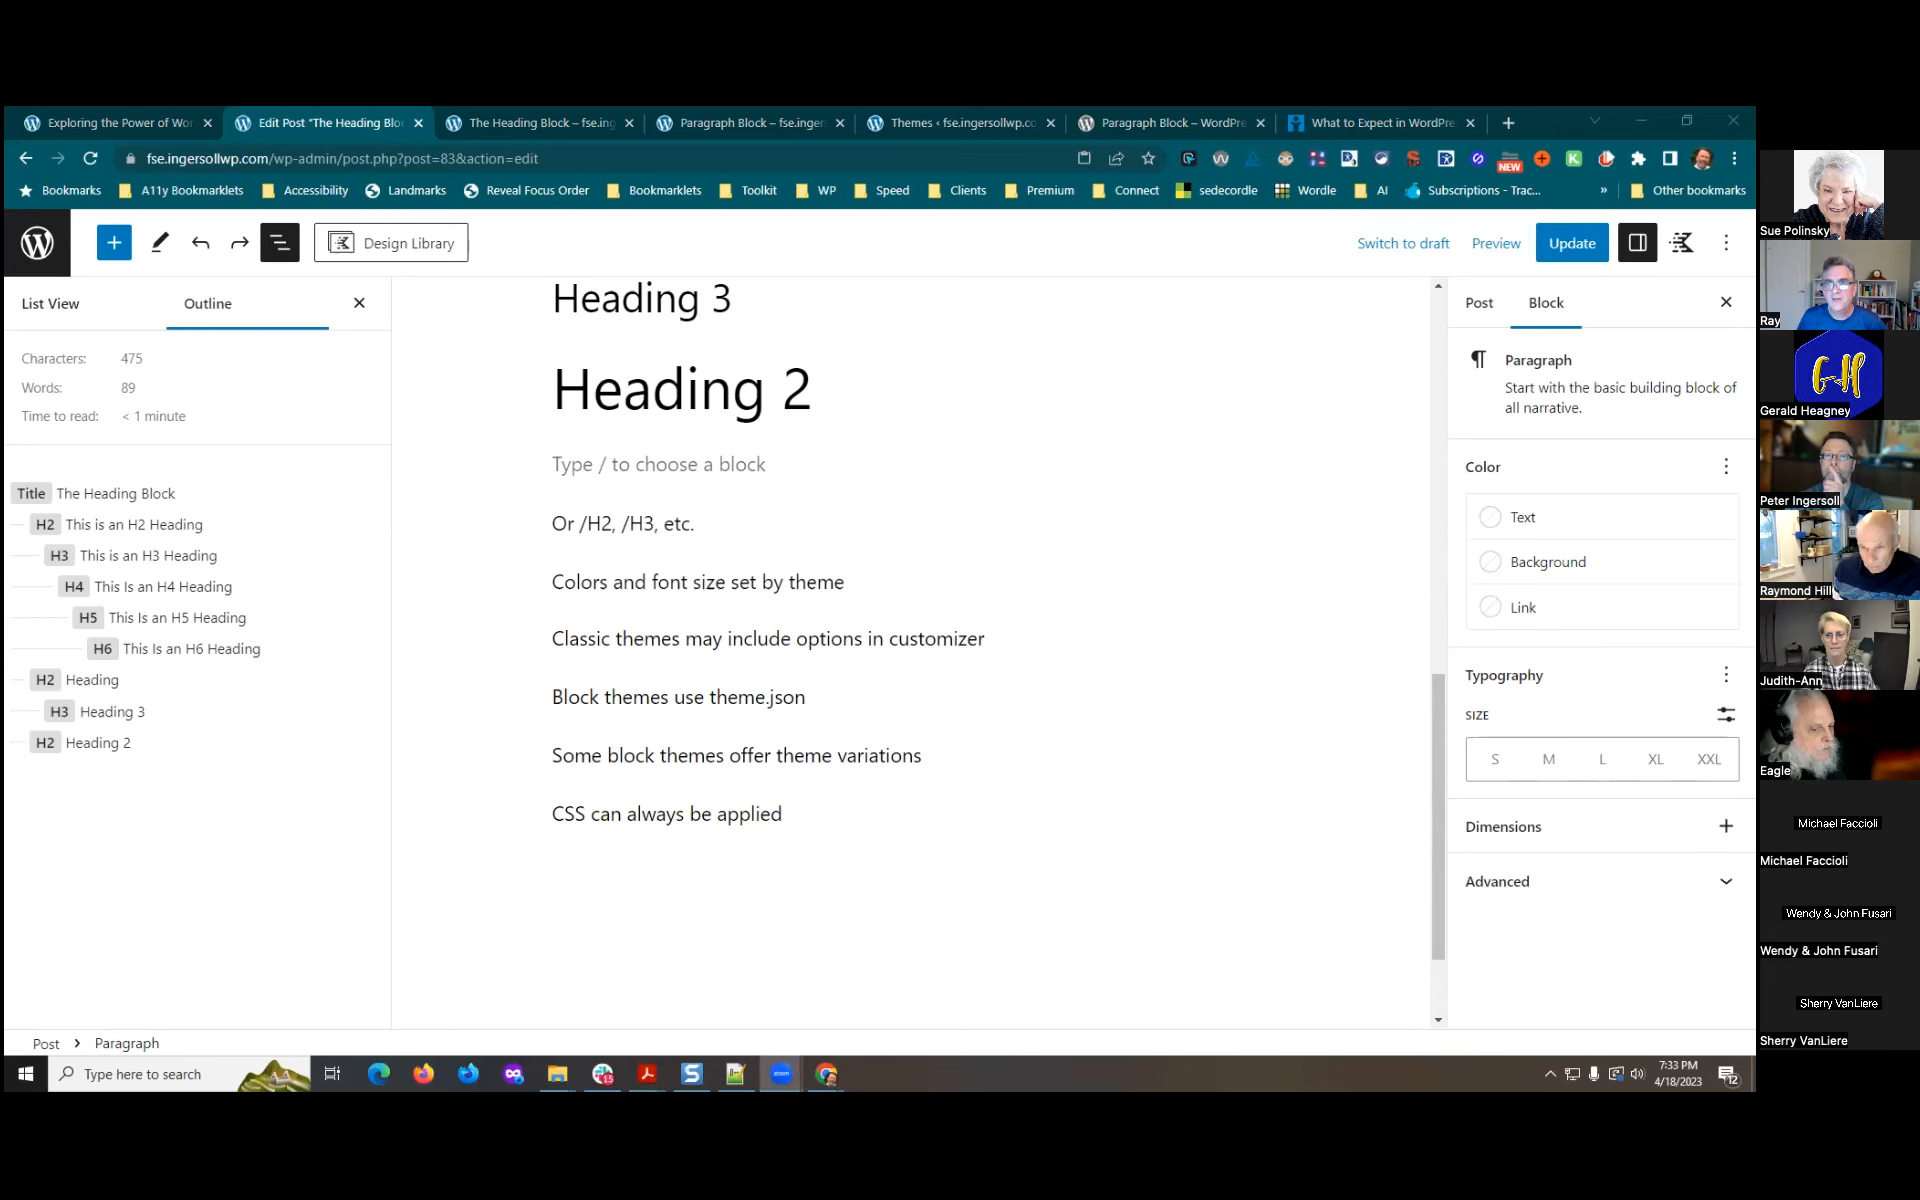 Exploring the Power of Wor
Edit Post "The Heading Bloc
The Heading Block – fse.ing
Paragraph Block – fse.inger
Themes ‹ fse.ingersollwp.co
Paragraph Block – WordPre
What to Expect in WordPre
fse.ingersollwp.com/wp-admin/post.php?post=83&action=edit
NEW
Bookmarks
A11y Bookmarklets
Accessibility
Landmarks
Reveal Focus Order
Bookmarklets
Toolkit
WP
Speed
Clients
Premium
Connect
sedecordle
Wordle
AI
Subscriptions - Trac...
»
Other bookmarks
Design Library
Switch to draft
Preview
Update
List View
Outline
Characters: 475
Words: 89
Time to read: < 1 minute
Title The Heading Block
H2 This is an H2 Heading
H3 This is an H3 Heading
H4 This Is an H4 Heading
H5 This Is an H5 Heading
H6 This Is an H6 Heading
H2 Heading
H3 Heading 3
H2 Heading 2
Heading 3
Heading 2
Type / to choose a block
Or /H2, /H3, etc.
Colors and font size set by theme
Classic themes may include options in customizer
Block themes use theme.json
Some block themes offer theme variations
CSS can always be applied
Post
Block
Paragraph
Start with the basic building block of
all narrative.
Color
Text
Background
Link
Typography
SIZE
S M L XL XXL
Dimensions
Advanced
Post > Paragraph
Type here to search
15
zoom
7:33 PM
4/18/2023
12
Sue Polinsky
Ray
GH
Gerald Heagney
Peter Ingersoll
Raymond Hill
Judith-Ann
Eagle
Michael Faccioli
Michael Faccioli
Wendy & John Fusari
Wendy & John Fusari
Sherry VanLiere
Sherry VanLiere